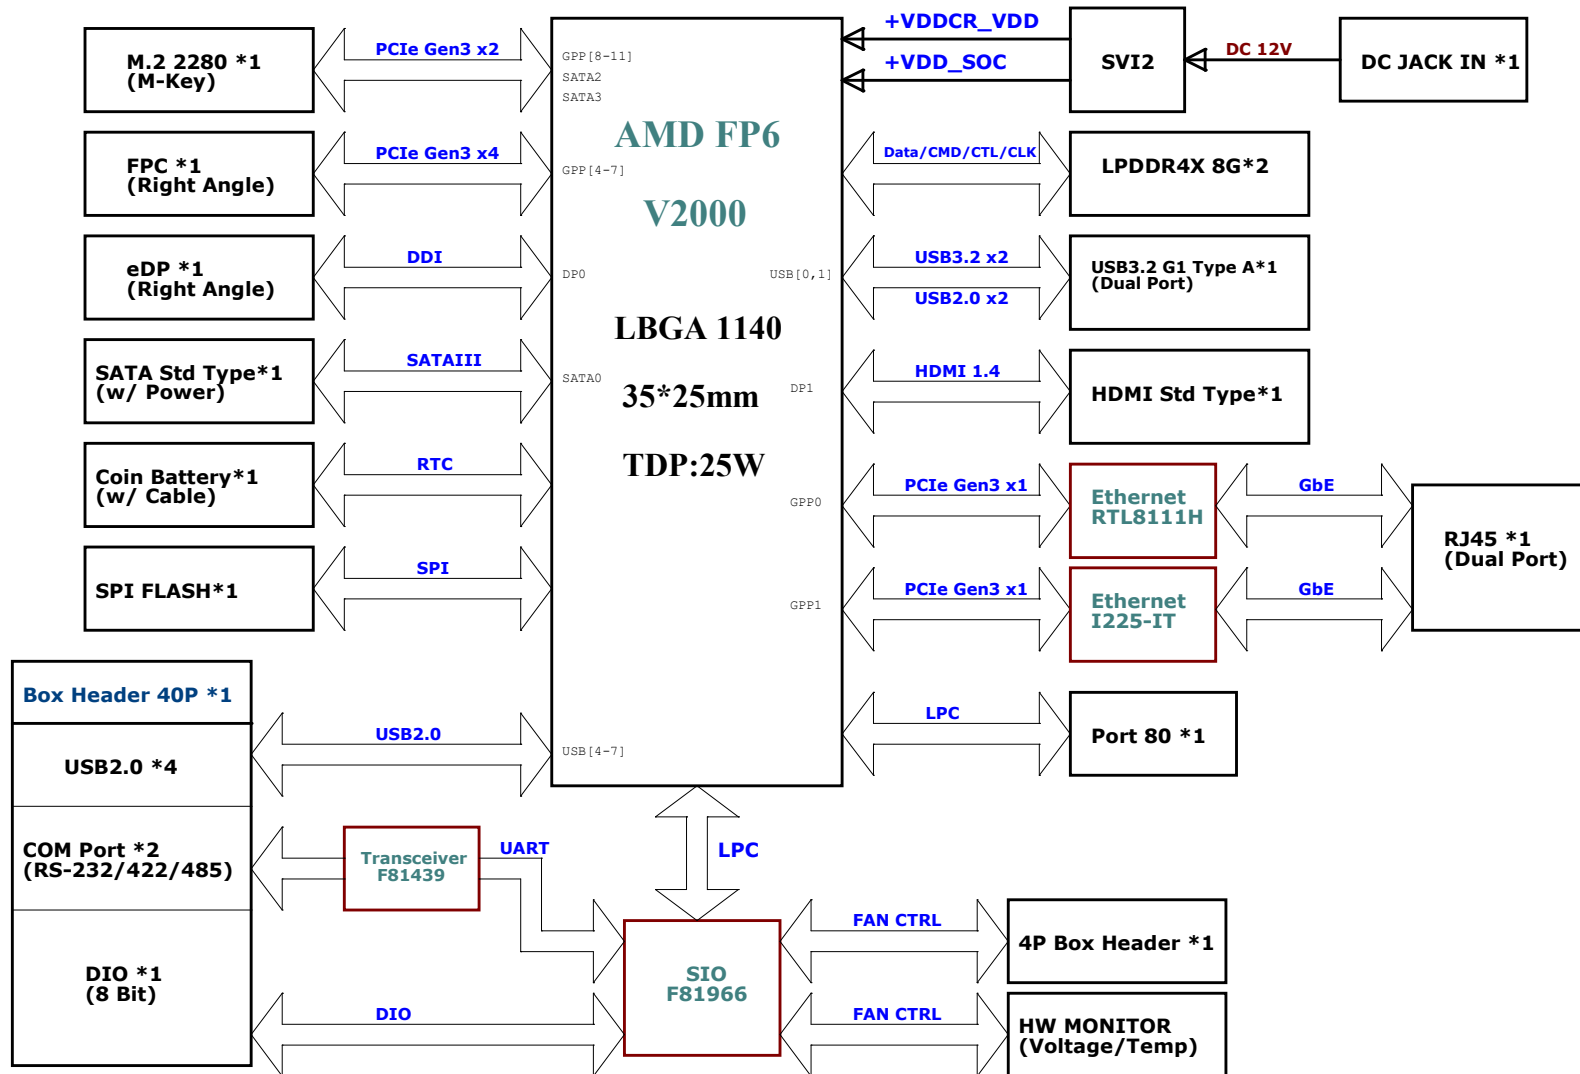 +VDDCR_VDD
+VDD_SOC
SVI2
DC 12V
DC JACK IN *1
M.2 2280 *1
(M-Key)
PCIe Gen3 x2
GPP[8-11]
SATA2
SATA3
AMD FP6
V2000
LBGA 1140
35*25mm
TDP:25W
FPC *1
(Right Angle)
PCIe Gen3 x4
GPP[4-7]
Data/CMD/CTL/CLK
LPDDR4X 8G*2
eDP *1
(Right Angle)
DDI
DP0
USB[0,1]
USB3.2 x2
USB2.0 x2
USB3.2 G1 Type A*1
(Dual Port)
SATA Std Type*1
(w/ Power)
SATAIII
SATA0
DP1
HDMI 1.4
HDMI Std Type*1
Coin Battery*1
(w/ Cable)
RTC
GPP0
PCIe Gen3 x1
Ethernet
RTL8111H
GbE
RJ45 *1
(Dual Port)
SPI FLASH*1
SPI
GPP1
PCIe Gen3 x1
Ethernet
I225-IT
GbE
Box Header 40P *1
USB2.0 *4
USB2.0
USB[4-7]
LPC
Port 80 *1
COM Port *2
(RS-232/422/485)
Transceiver
F81439
UART
LPC
DIO *1
(8 Bit)
DIO
SIO
F81966
FAN CTRL
4P Box Header *1
FAN CTRL
HW MONITOR
(Voltage/Temp)